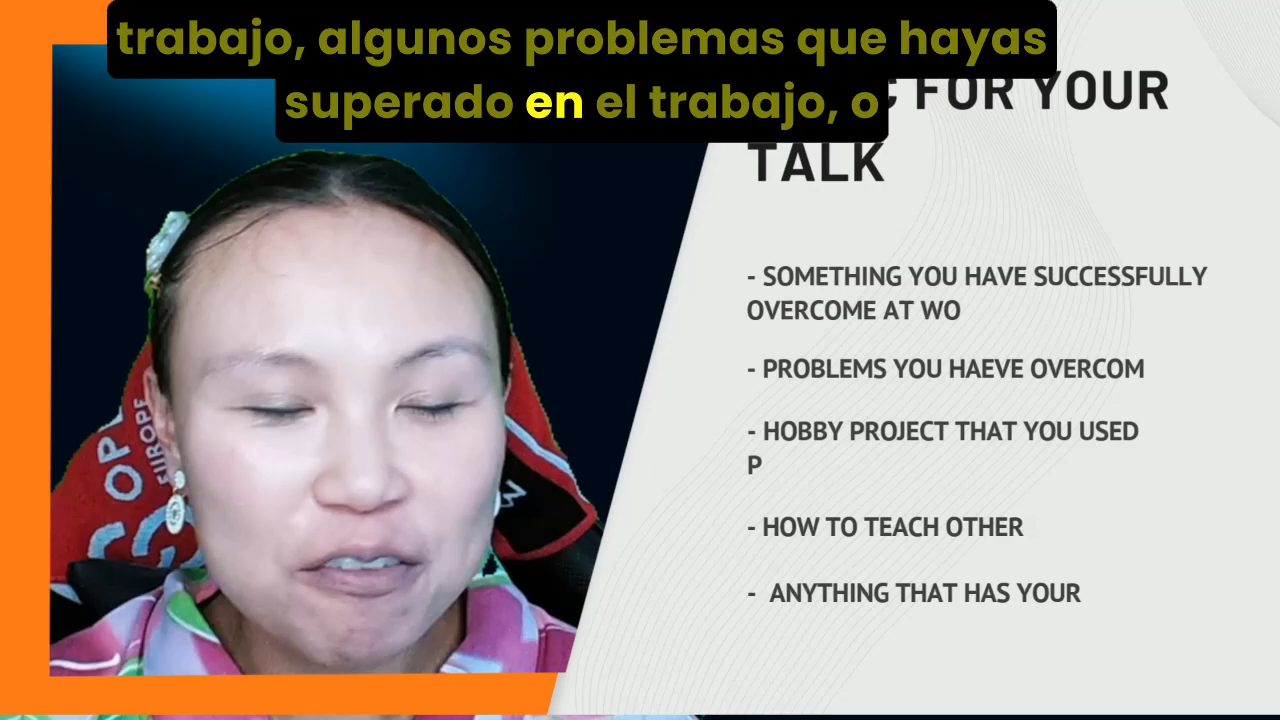 trabajo, algunos problemas que hayas
superado en el trabajo, o
FOR YOUR
TALK
- SOMETHING YOU HAVE SUCCESSFULLY
OVERCOME AT WO
- PROBLEMS YOU HAEVE OVERCOM
- HOBBY PROJECT THAT YOU USED
P
- HOW TO TEACH OTHER
- ANYTHING THAT HAS YOUR
EUROPE